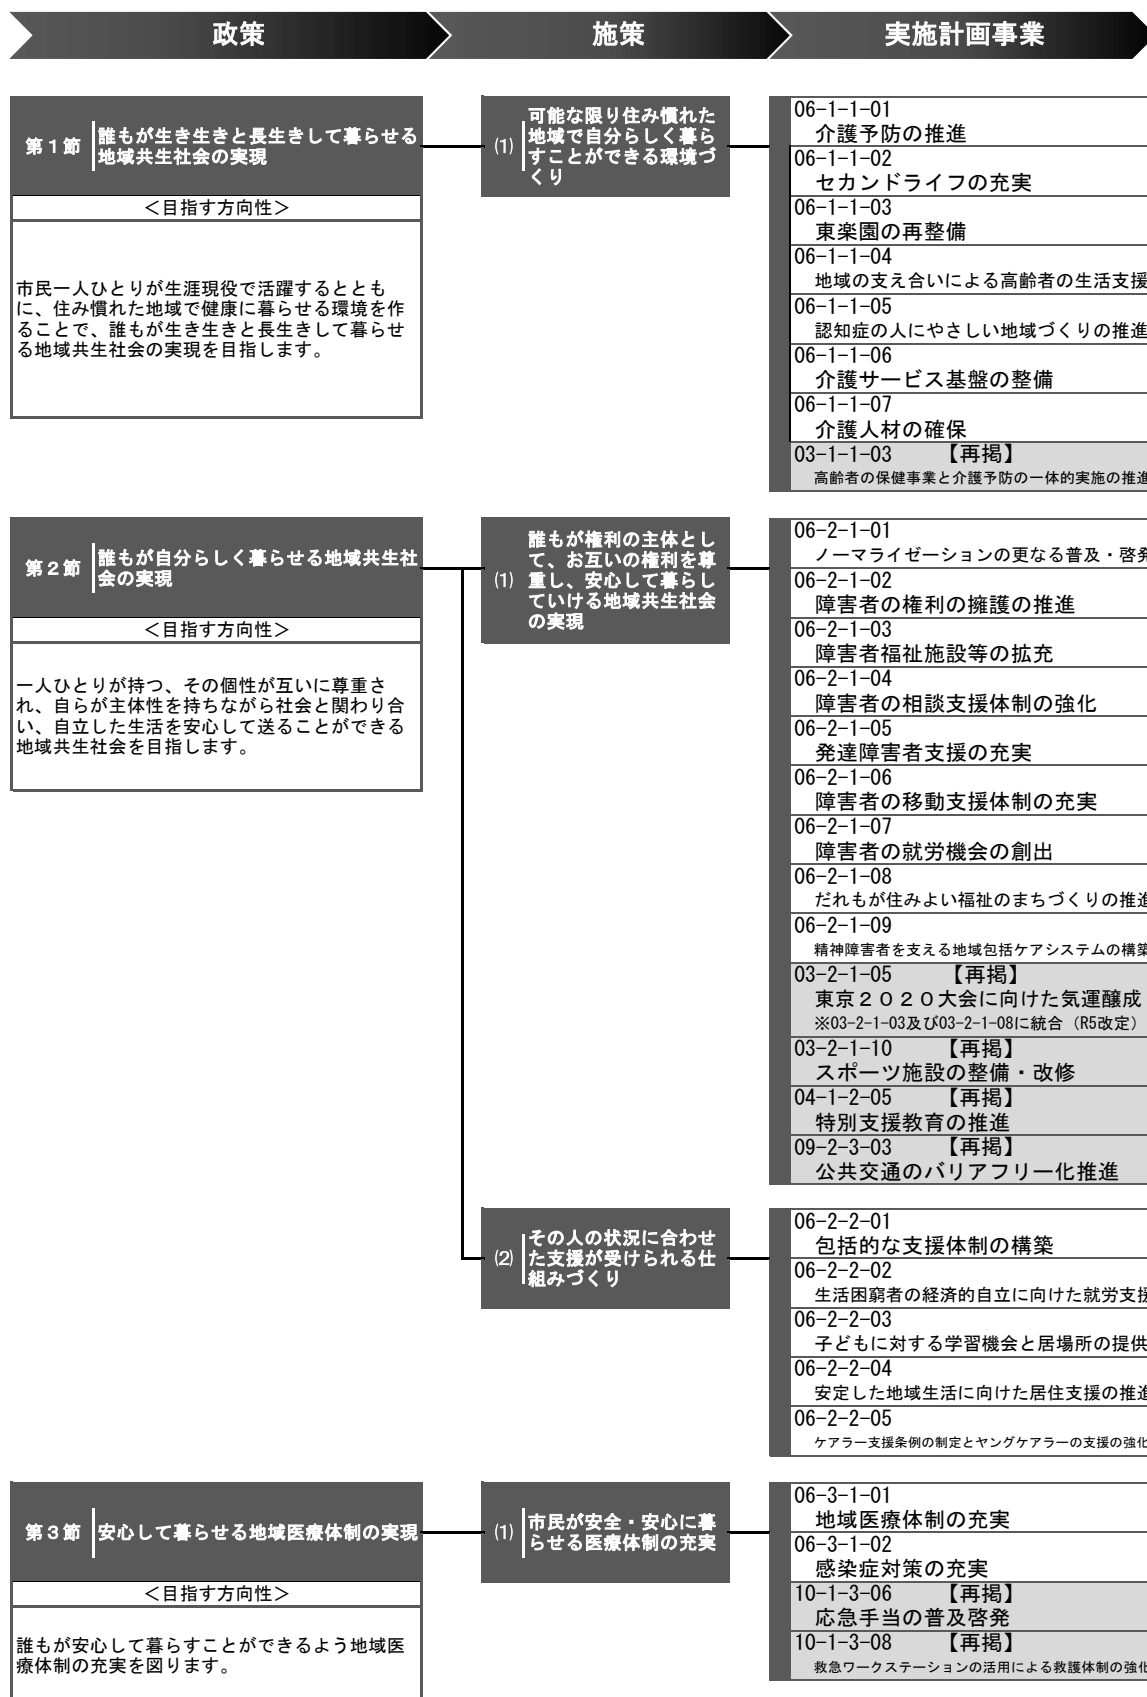 政策
施策
実施計画事業
第1節
誰もが生き生きと長生きして暮らせる
地域共生社会の実現
<目指す方向性>
市民一人ひとりが生涯現役で活躍するととも
に、住み慣れた地域で健康に暮らせる環境を作
ることで、誰もが生き生きと長生きして暮らせ
る地域共生社会の実現を目指します。
(1)
可能な限り住み慣れた
地域で自分らしく暮ら
すことができる環境づ
くり
06-1-1-01
介護予防の推進
06-1-1-02
セカンドライフの充実
06-1-1-03
東楽園の再整備
06-1-1-04
地域の支え合いによる高齢者の生活支援
06-1-1-05
認知症の人にやさしい地域づくりの推進
06-1-1-06
介護サービス基盤の整備
06-1-1-07
介護人材の確保
03-1-1-03 【再掲】
高齢者の保健事業と介護予防の一体的実施の推進
第2節
誰もが自分らしく暮らせる地域共生社
会の実現
<目指す方向性>
一人ひとりが持つ、その個性が互いに尊重さ
れ、自らが主体性を持ちながら社会と関わり合
い、自立した生活を安心して送ることができる
地域共生社会を目指します。
(1)
誰もが権利の主体とし
て、お互いの権利を尊
重し、安心して暮らし
ていける地域共生社会
の実現
06-2-1-01
ノーマライゼーションの更なる普及・啓発
06-2-1-02
障害者の権利の擁護の推進
06-2-1-03
障害者福祉施設等の拡充
06-2-1-04
障害者の相談支援体制の強化
06-2-1-05
発達障害者支援の充実
06-2-1-06
障害者の移動支援体制の充実
06-2-1-07
障害者の就労機会の創出
06-2-1-08
だれもが住みよい福祉のまちづくりの推進
06-2-1-09
精神障害者を支える地域包括ケアシステムの構築
03-2-1-05 【再掲】
東京2020大会に向けた気運醸成
※03-2-1-03及び03-2-1-08に統合（R5改定）
03-2-1-10 【再掲】
スポーツ施設の整備・改修
04-1-2-05 【再掲】
特別支援教育の推進
09-2-3-03 【再掲】
公共交通のバリアフリー化推進
(2)
その人の状況に合わせ
た支援が受けられる仕
組みづくり
06-2-2-01
包括的な支援体制の構築
06-2-2-02
生活困窮者の経済的自立に向けた就労支援
06-2-2-03
子どもに対する学習機会と居場所の提供
06-2-2-04
安定した地域生活に向けた居住支援の推進
06-2-2-05
ケアラー支援条例の制定とヤングケアラーの支援の強化
第3節
安心して暮らせる地域医療体制の実現
<目指す方向性>
誰もが安心して暮らすことができるよう地域医
療体制の充実を図ります。
(1)
市民が安全・安心に暮
らせる医療体制の充実
06-3-1-01
地域医療体制の充実
06-3-1-02
感染症対策の充実
10-1-3-06 【再掲】
応急手当の普及啓発
10-1-3-08 【再掲】
救急ワークステーションの活用による救護体制の強化